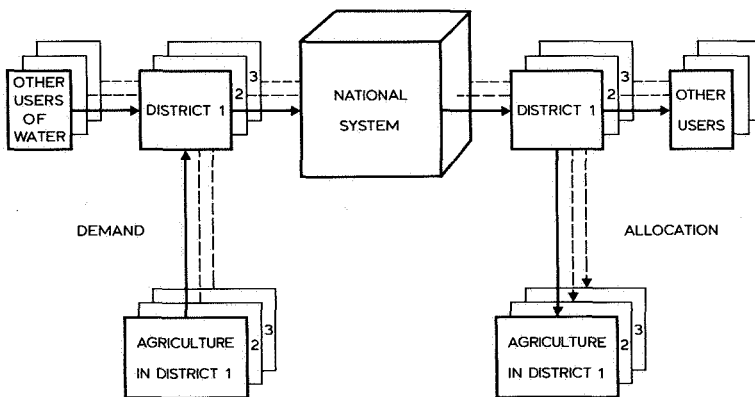 OTHER
USERS
OF
WATER
DISTRICT 1
2
3
NATIONAL
SYSTEM
DISTRICT 1
2
3
OTHER
USERS
DEMAND
ALLOCATION
AGRICULTURE
IN DISTRICT 1
2
3
AGRICULTURE
IN DISTRICT 1
2
3